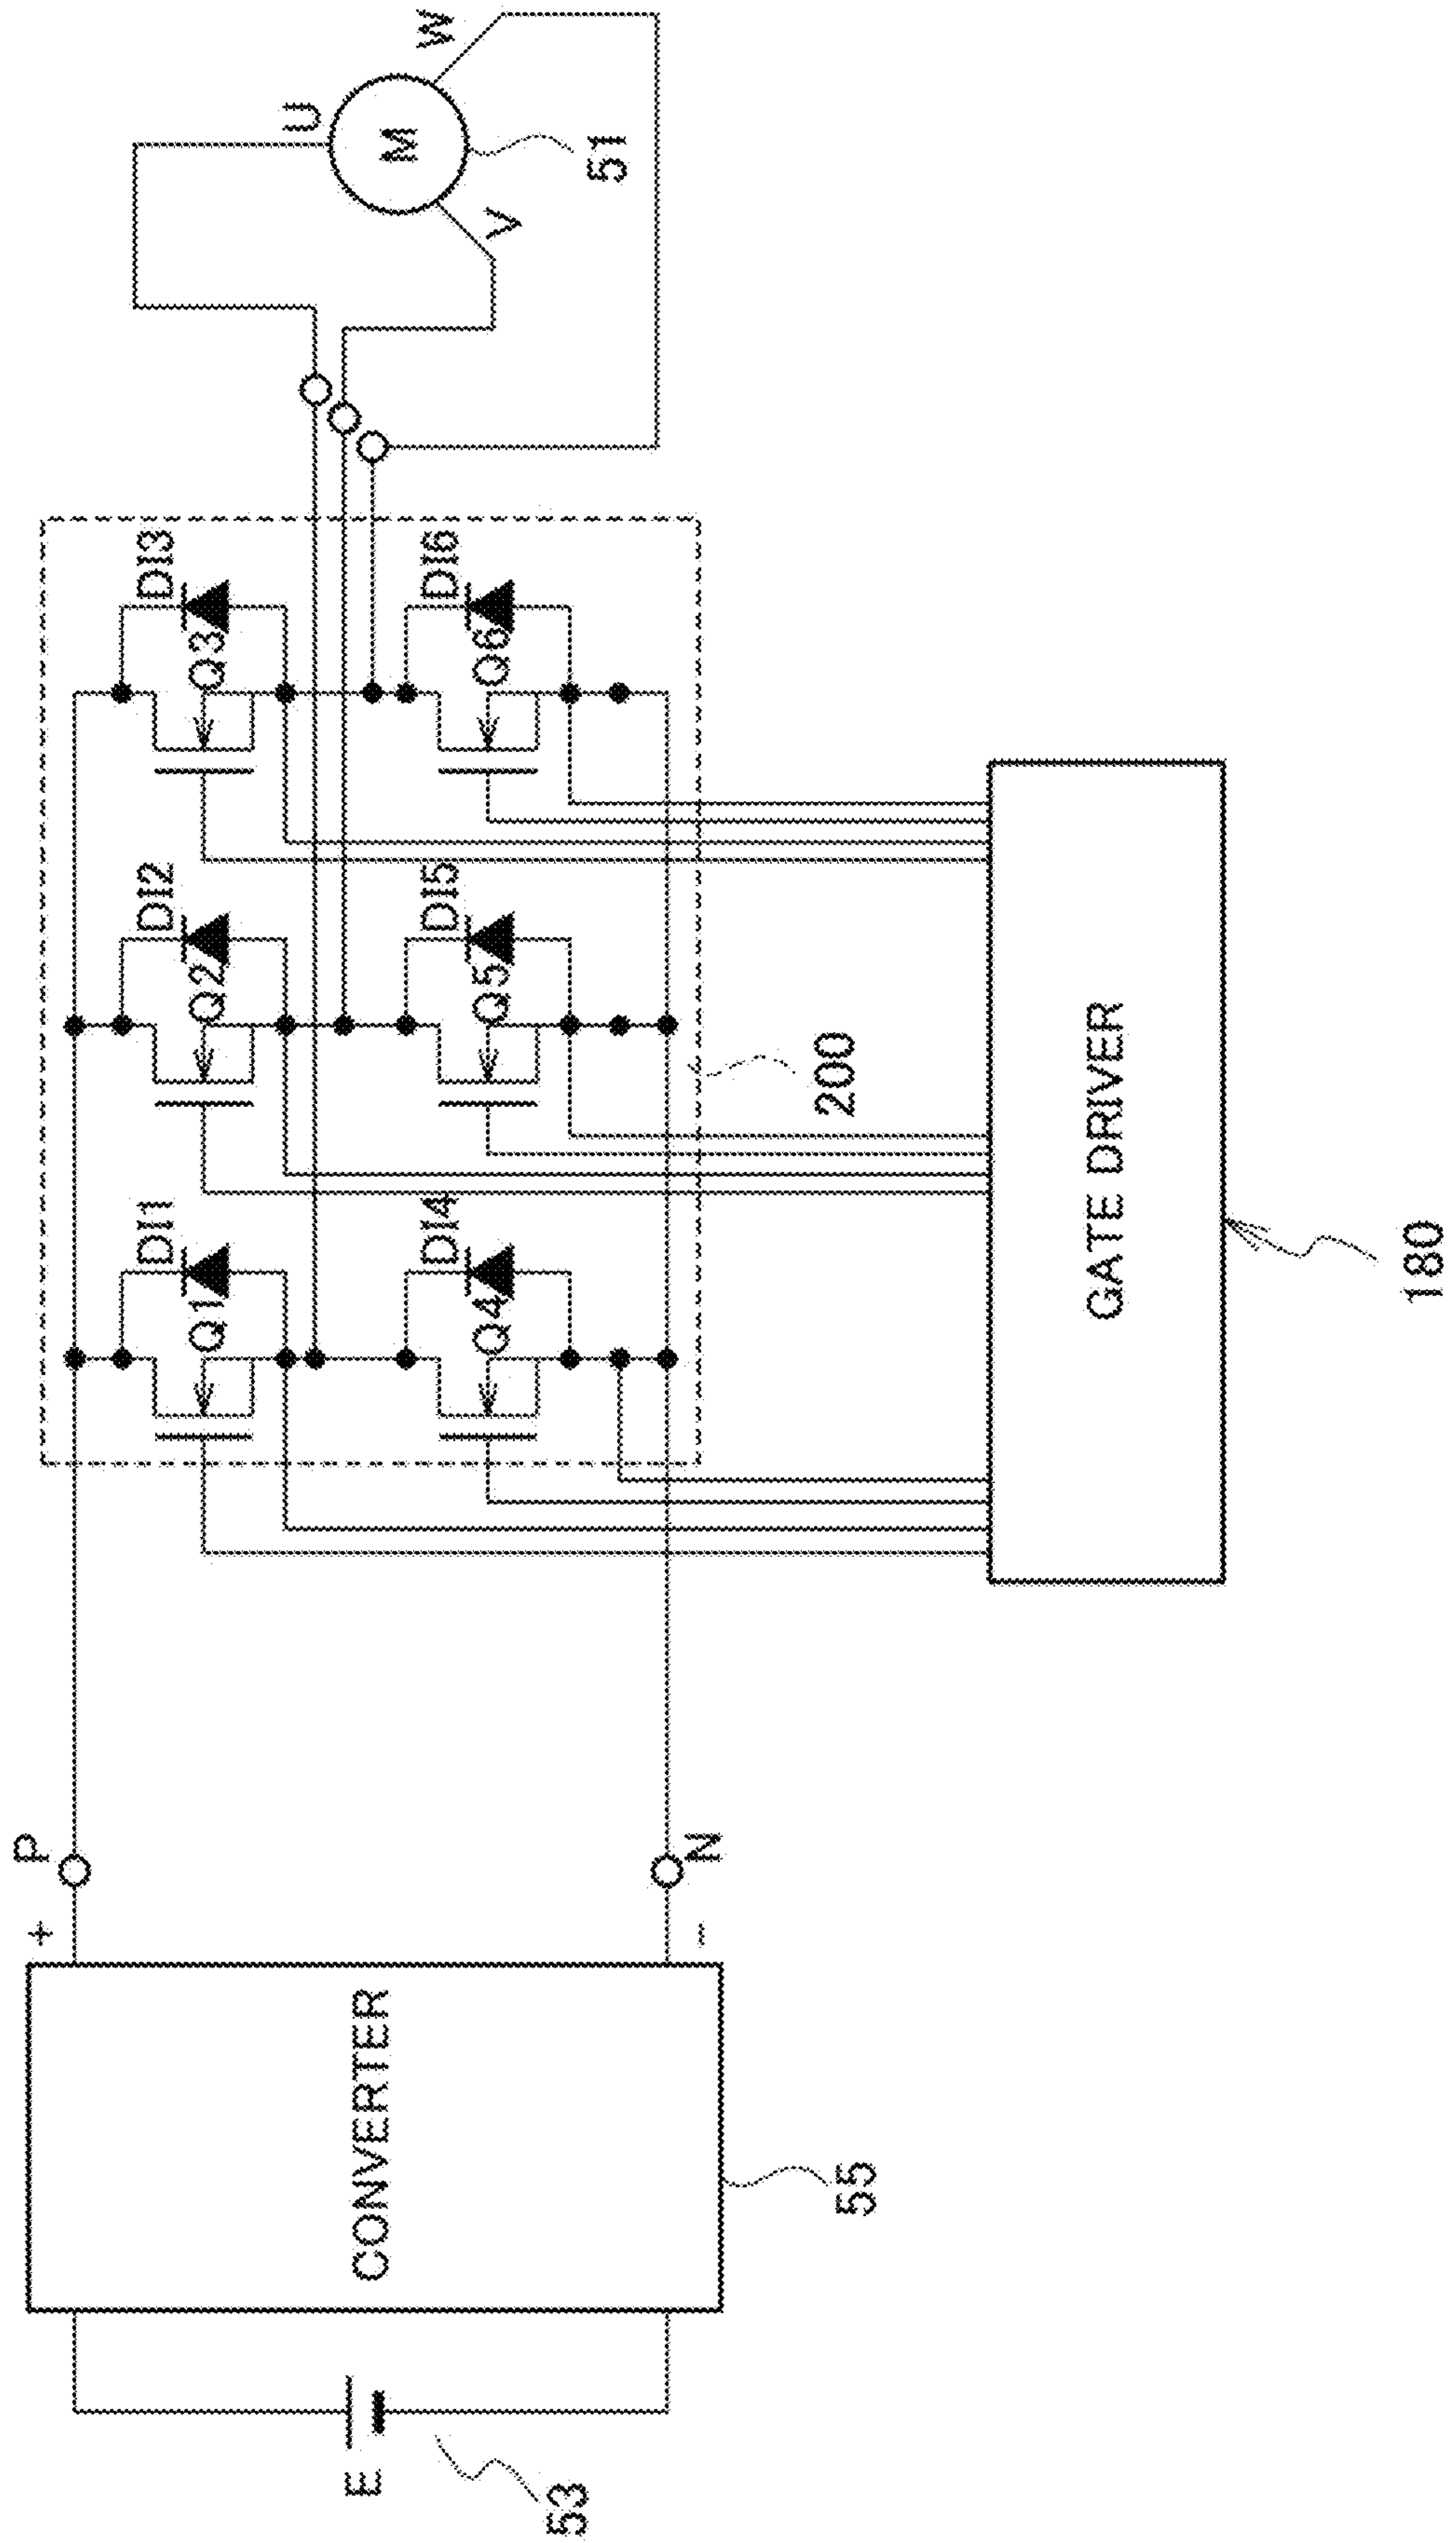 E
53
CONVERTER
55
+
P
−
N
DI1
Q1
DI2
Q2
DI3
Q3
DI4
Q4
DI5
Q5
DI6
Q6
200
GATE DRIVER
180
U
V
W
M
51